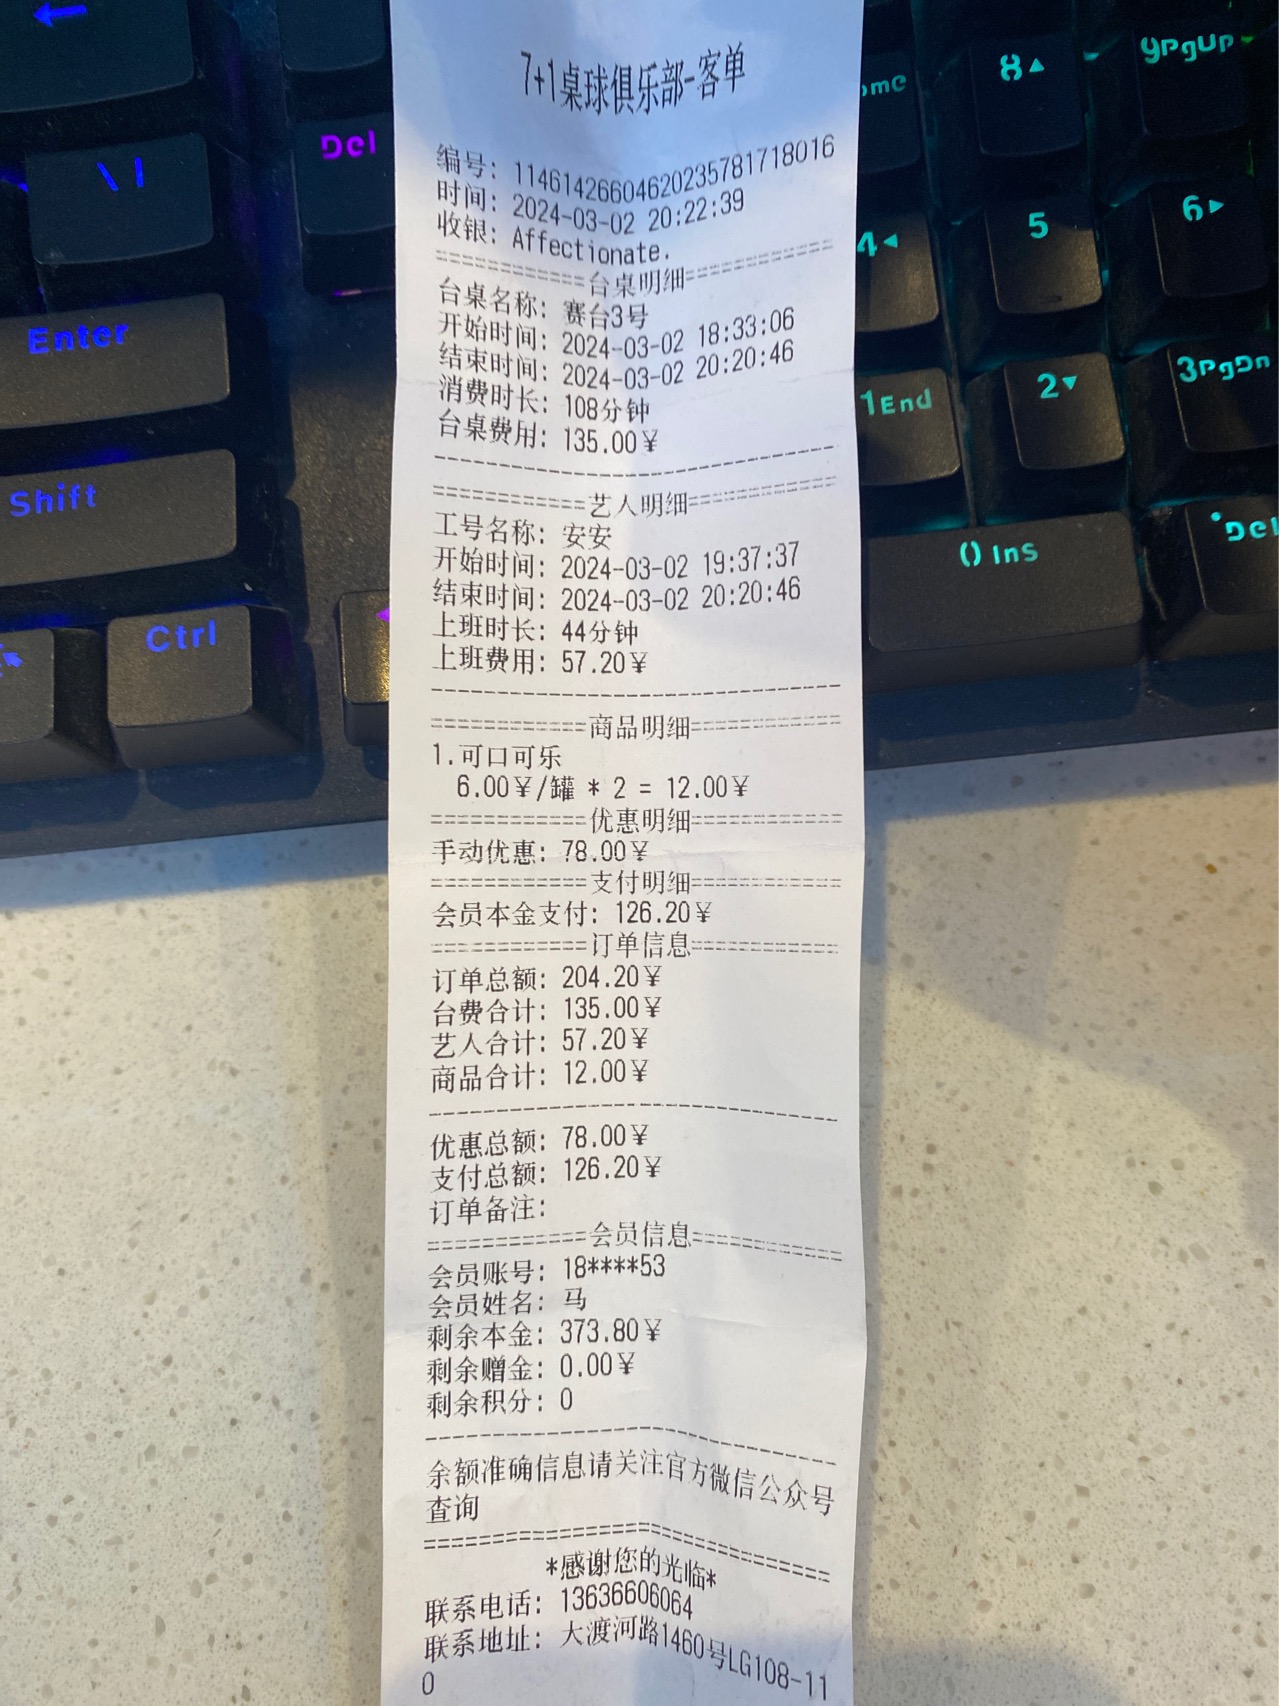 7+1桌球俱乐部-客单
编号: 1146142660462023578171​8016
时间: 2024-03-02 20:22:39
收银: Affectionate.
============台桌明细============
台桌名称: 赛台3号
开始时间: 2024-03-02 18:33:06
结束时间: 2024-03-02 20:20:46
消费时长: 108分钟
台桌费用: 135.00¥
--------------------------------
============艺人明细============
工号名称: 安安
开始时间: 2024-03-02 19:37:37
结束时间: 2024-03-02 20:20:46
上班时长: 44分钟
上班费用: 57.20¥
--------------------------------
============商品明细============
1.可口可乐
6.00¥/罐 * 2 = 12.00¥
============优惠明细============
手动优惠: 78.00¥
============支付明细============
会员本金支付: 126.20¥
============订单信息============
订单总额: 204.20¥
台费合计: 135.00¥
艺人合计: 57.20¥
商品合计: 12.00¥
--------------------------------
优惠总额: 78.00¥
支付总额: 126.20¥
订单备注:
============会员信息============
会员账号: 18****53
会员姓名: 马
剩余本金: 373.80¥
剩余赠金: 0.00¥
剩余积分: 0
--------------------------------
余额准确信息请关注官方微信公众号
查询
================================
*感谢您的光临*
联系电话: 13636606064
联系地址: 大渡河路1460号LG108-11
0
←
\ |
Del
Enter
Shift
Ctrl
ome
8▲
9PgUp
4◄
5
6►
1End
2▼
3PgDn
0 Ins
.Del